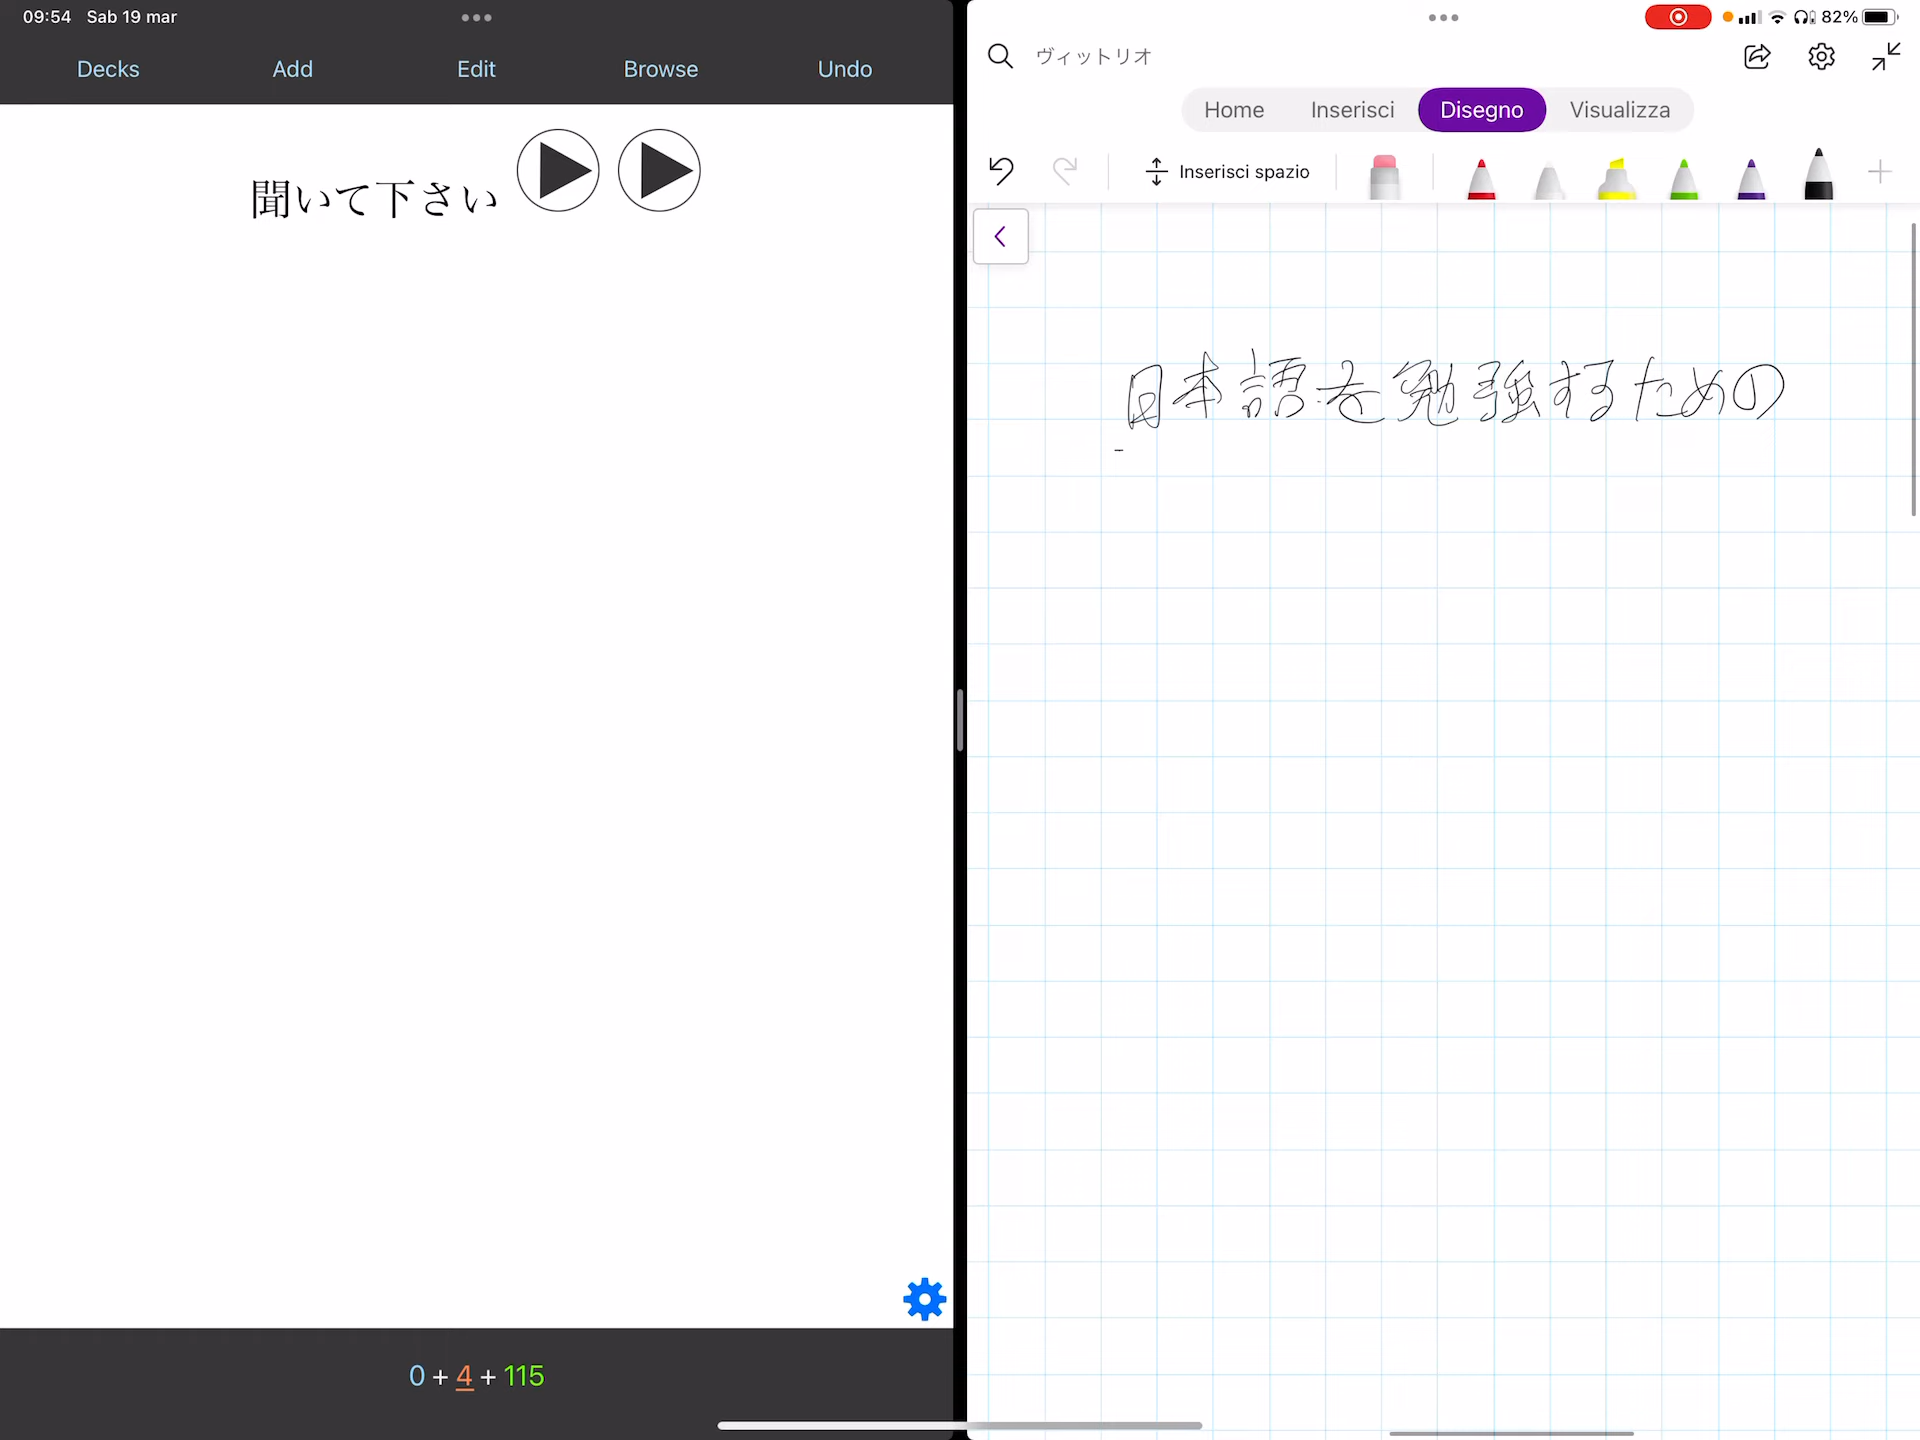 09:54 Sab 19 mar
Decks Add Edit Browse Undo
聞いて下さい
0 + 4 + 115
82%
ヴィットリオ
Home Inserisci Disegno Visualizza
Inserisci spazio
日本語を勉強するための